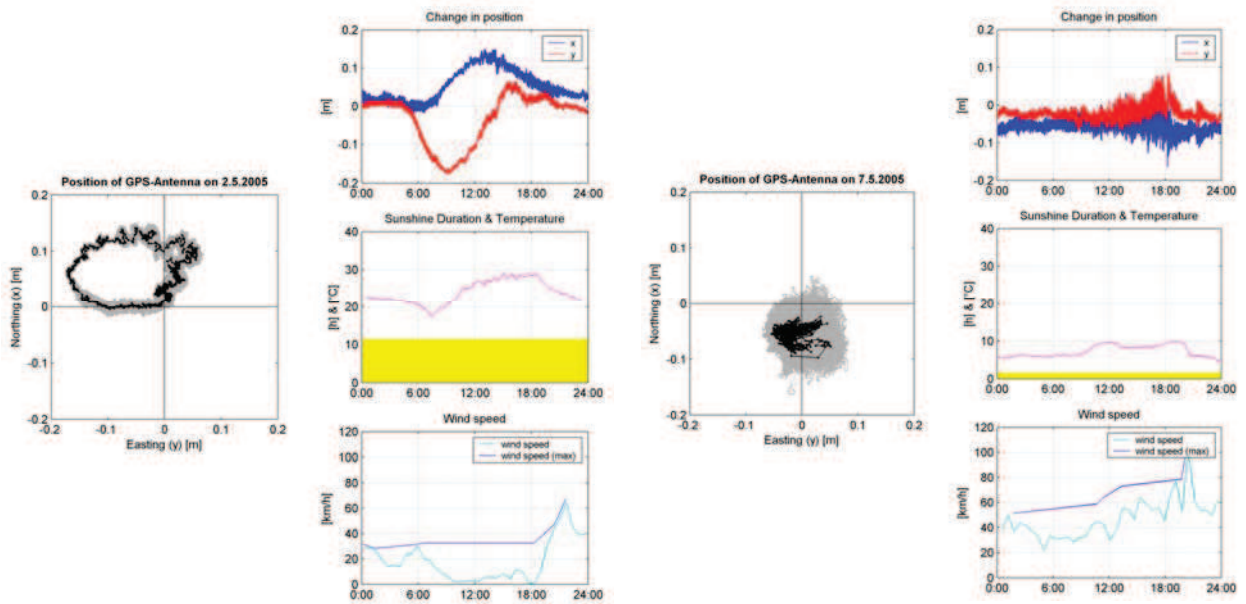 Change in position
0.2
0.1
0
-0.1
-0.2
[m]
x
y
0:00 6:00 12:00 18:00 24:00
Position of GPS-Antenna on 2.5.2005
0.2
0.1
0
-0.1
-0.2
Northing (x) [m]
-0.2 -0.1 0 0.1 0.2
Easting (y) [m]
Sunshine Duration & Temperature
40
30
20
10
0
[h] & [°C]
0:00 6:00 12:00 18:00 24:00
Wind speed
120
100
80
60
40
20
0
[km/h]
wind speed
wind speed (max)
0:00 6:00 12:00 18:00 24:00
Change in position
0.2
0.1
0
-0.1
-0.2
[m]
x
y
0:00 6:00 12:00 18:00 24:00
Position of GPS-Antenna on 7.5.2005
0.2
0.1
0
-0.1
-0.2
Northing (x) [m]
-0.2 -0.1 0 0.1 0.2
Easting (y) [m]
Sunshine Duration & Temperature
40
30
20
10
0
[h] & [°C]
0:00 6:00 12:00 18:00 24:00
Wind speed
120
100
80
60
40
20
0
[km/h]
wind speed
wind speed (max)
0:00 6:00 12:00 18:00 24:00